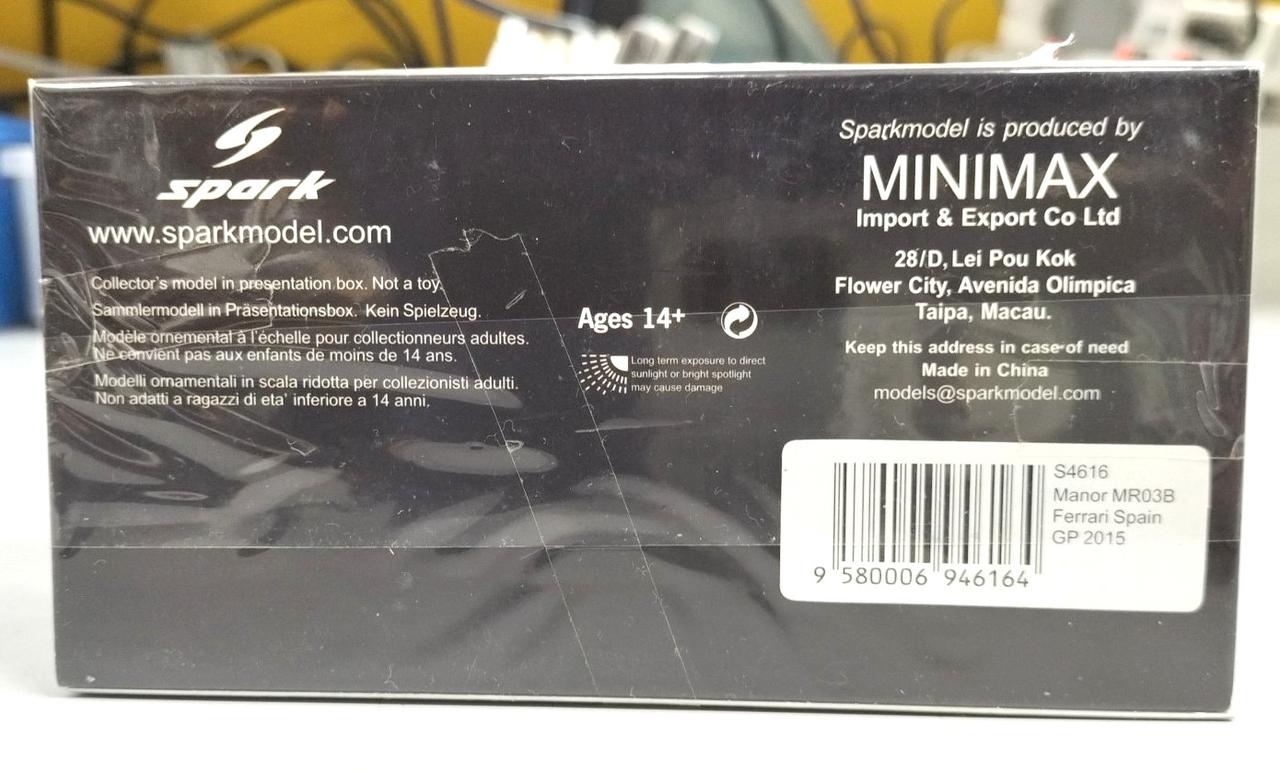 spark
www.sparkmodel.com
Collector's model in presentation box. Not a toy.
Sammlermodell in Präsentationsbox. Kein Spielzeug.
Modèle ornemental à l'échelle pour collectionneurs adultes.
Ne convient pas aux enfants de moins de 14 ans.
Modelli ornamentali in scala ridotta per collezionisti adulti.
Non adatti a ragazzi di eta' inferiore a 14 anni.
Ages 14+
Long term exposure to direct
sunlight or bright spotlight
may cause damage
Sparkmodel is produced by
MINIMAX
Import & Export Co Ltd
28/D, Lei Pou Kok
Flower City, Avenida Olimpica
Taipa, Macau.
Keep this address in case of need
Made in China
models@sparkmodel.com
S4616
Manor MR03B
Ferrari Spain
GP 2015
9 580006 946164